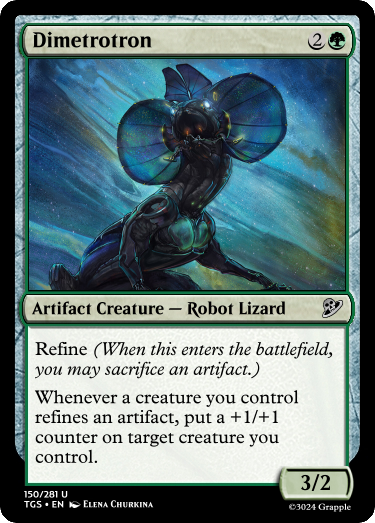 Dimetrotron 2
Artifact Creature — Robot Lizard
Refine (When this enters the battlefield,
you may sacrifice an artifact.)
Whenever a creature you control
refines an artifact, put a +1/+1
counter on target creature you
control.
3/2
150/281 U
TGS • EN Elena Churkina
©3024 Grapple